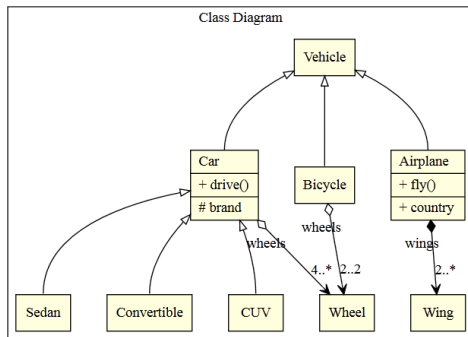 Class Diagram
Vehicle
Car
+ drive()
# brand
Bicycle
Airplane
+ fly()
+ country
wheels
wheels
wings
4..*
2..2
2..*
Sedan
Convertible
CUV
Wheel
Wing